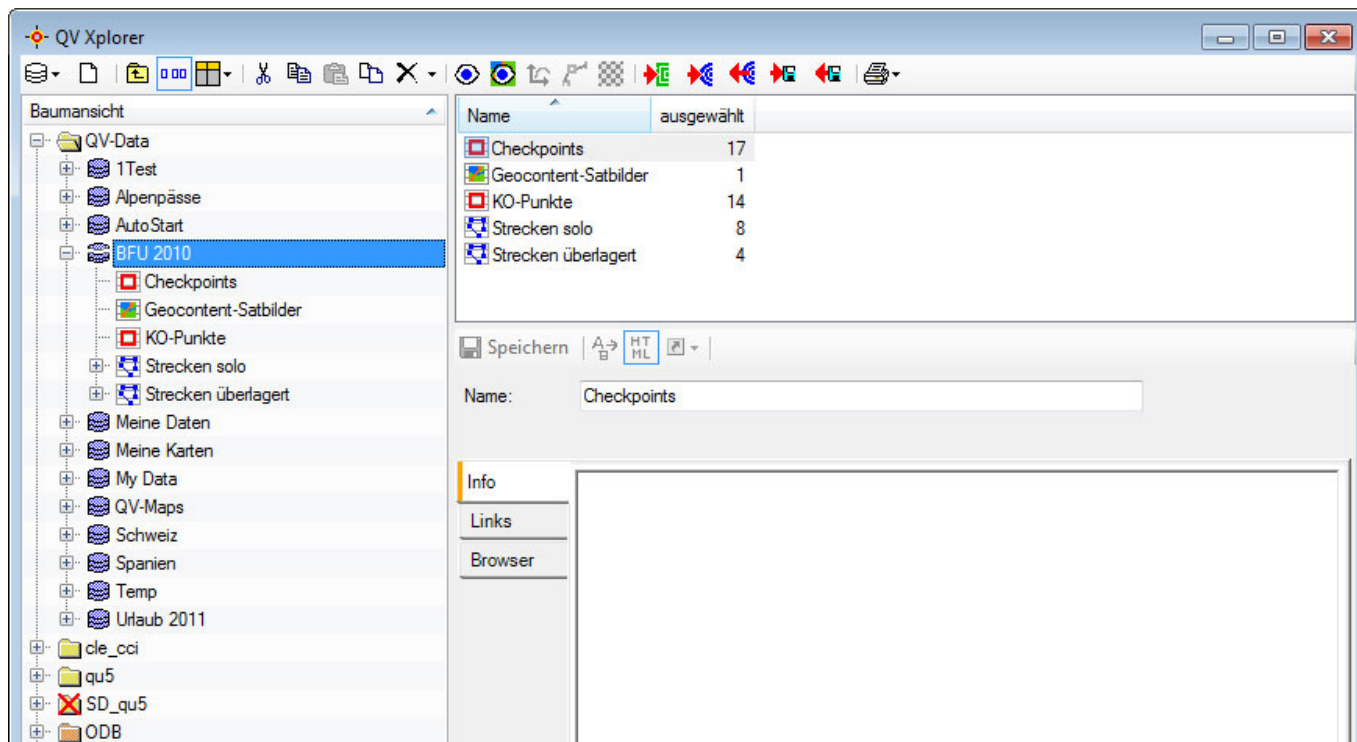 QV Xplorer
Baumansicht
QV-Data
1Test
Alpenpässe
AutoStart
BFU 2010
Checkpoints
Geocontent-Satbilder
KO-Punkte
Strecken solo
Strecken überlagert
Meine Daten
Meine Karten
My Data
QV-Maps
Schweiz
Spanien
Temp
Urlaub 2011
cle_cci
qu5
SD_qu5
ODB
Name ausgewählt
Checkpoints 17
Geocontent-Satbilder 1
KO-Punkte 14
Strecken solo 8
Strecken überlagert 4
Speichern A B HT ML
Name: Checkpoints
Info
Links
Browser